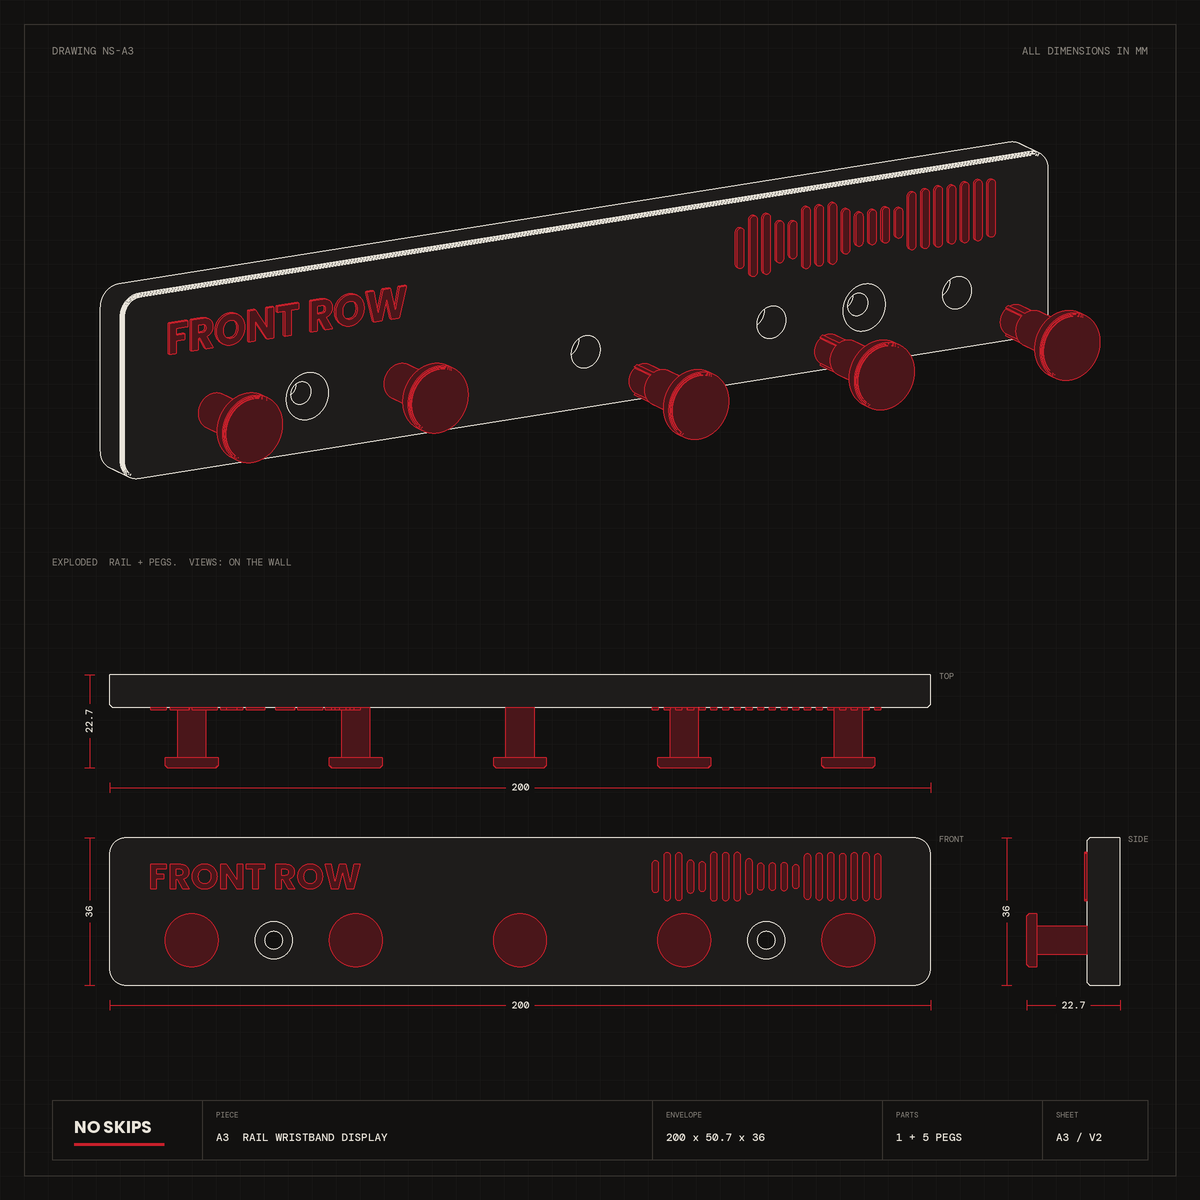 DRAWING NS-A3
ALL DIMENSIONS IN MM
FRONT ROW
EXPLODED RAIL + PEGS. VIEWS: ON THE WALL
TOP
22.7
200
FRONT
SIDE
FRONT ROW
36
36
200
22.7
NO SKIPS
PIECE
A3 RAIL WRISTBAND DISPLAY
ENVELOPE
200 x 50.7 x 36
PARTS
1 + 5 PEGS
SHEET
A3 / V2